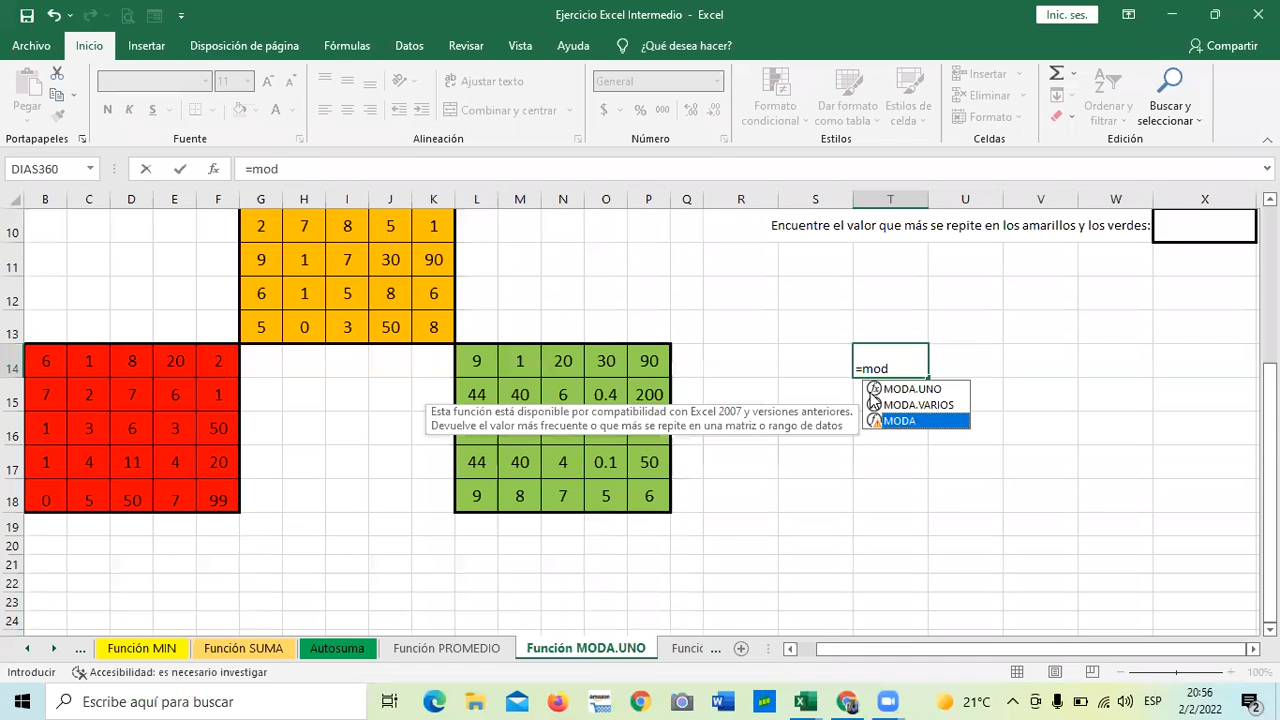 Ejercicio Excel Intermedio - Excel
Inic. ses.
Archivo Inicio Insertar Disposición de página Fórmulas Datos Revisar Vista Ayuda ¿Qué desea hacer? Compartir
Pegar
11
N K S A
Ajustar texto
Combinar y centrar
General
$ % 000
Formato condicional
Dar formato como tabla
Estilos de celda
Insertar
Eliminar
Formato
Ordenar y filtrar
Buscar y seleccionar
Portapapeles Fuente Alineación Número Estilos Celdas Edición
DIAS360 fx =mod
B C D E F G H I J K L M N O P Q R S T U V W X
10 2 7 8 5 1 Encuentre el valor que más se repite en los amarillos y los verdes:
11 9 1 7 30 90
12 6 1 5 8 6
13 5 0 3 50 8
14 6 1 8 20 2 9 1 20 30 90 =mod
15 7 2 7 6 1 44 40 6 0.4 200
MODA.UNO
MODA.VARIOS
MODA
Esta función está disponible por compatibilidad con Excel 2007 y versiones anteriores.
Devuelve el valor más frecuente o que más se repite en una matriz o rango de datos
16 1 3 6 3 50
17 1 4 11 4 20 44 40 4 0.1 50
18 0 5 50 7 99 9 8 7 5 6
19
20
21
22
23
24
... Función MIN Función SUMA Autosuma Función PROMEDIO Función MODA.UNO Funcic ...
Introducir Accesibilidad: es necesario investigar 100%
Escribe aquí para buscar
21°C ESP 20:56
2/2/2022
2